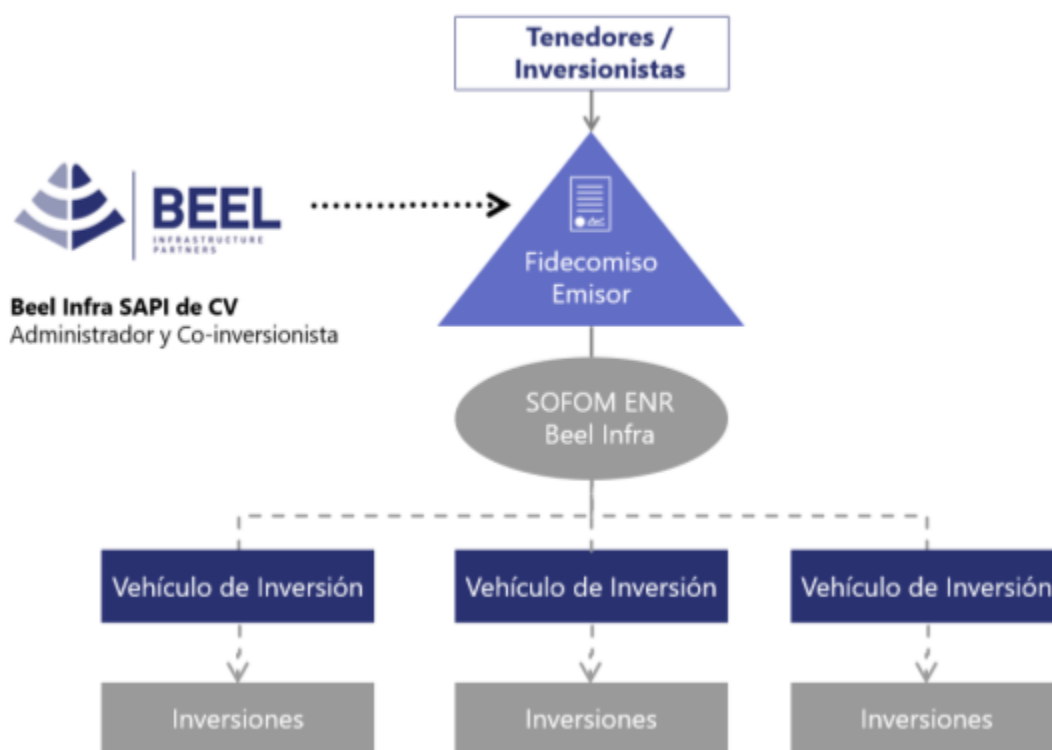 Tenedores /
Inversionistas
BEEL
INFRASTRUCTURE
PARTNERS
Beel Infra SAPI de CV
Administrador y Co-inversionista
Fidecomiso
Emisor
SOFOM ENR
Beel Infra
Vehículo de Inversión
Vehículo de Inversión
Vehículo de Inversión
Inversiones
Inversiones
Inversiones